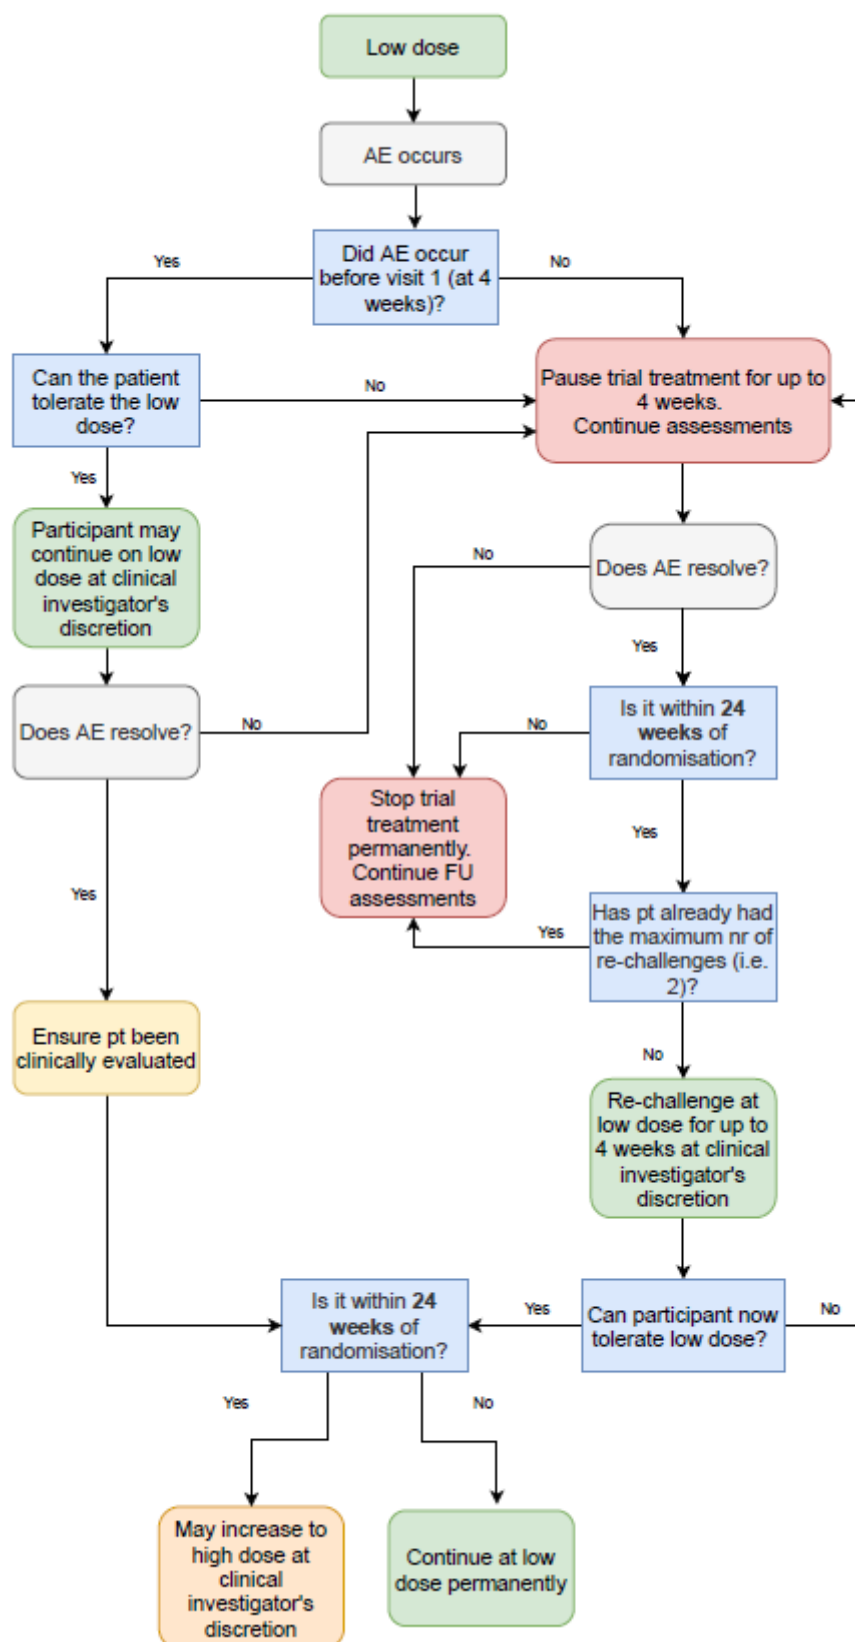 Low dose
AE occurs
Did AE occur
before visit 1 (at 4
weeks)?
Yes
No
Can the patient
tolerate the low
dose?
No
Pause trial treatment for up to
4 weeks.
Continue assessments
Yes
Participant may
continue on low
dose at clinical
investigator's
discretion
No
Does AE resolve?
Yes
Does AE resolve?
No
Is it within 24
weeks of
randomisation?
No
Stop trial
treatment
permanently.
Continue FU
assessments
Yes
Yes
Has pt already had
the maximum nr of
re-challenges (i.e.
2)?
Yes
Ensure pt been
clinically evaluated
No
Re-challenge at
low dose for up to
4 weeks at clinical
investigator's
discretion
Is it within 24
weeks of
randomisation?
Yes
Can participant now
tolerate low dose?
No
Yes
No
May increase to
high dose at
clinical
investigator's
discretion
Continue at low
dose permanently